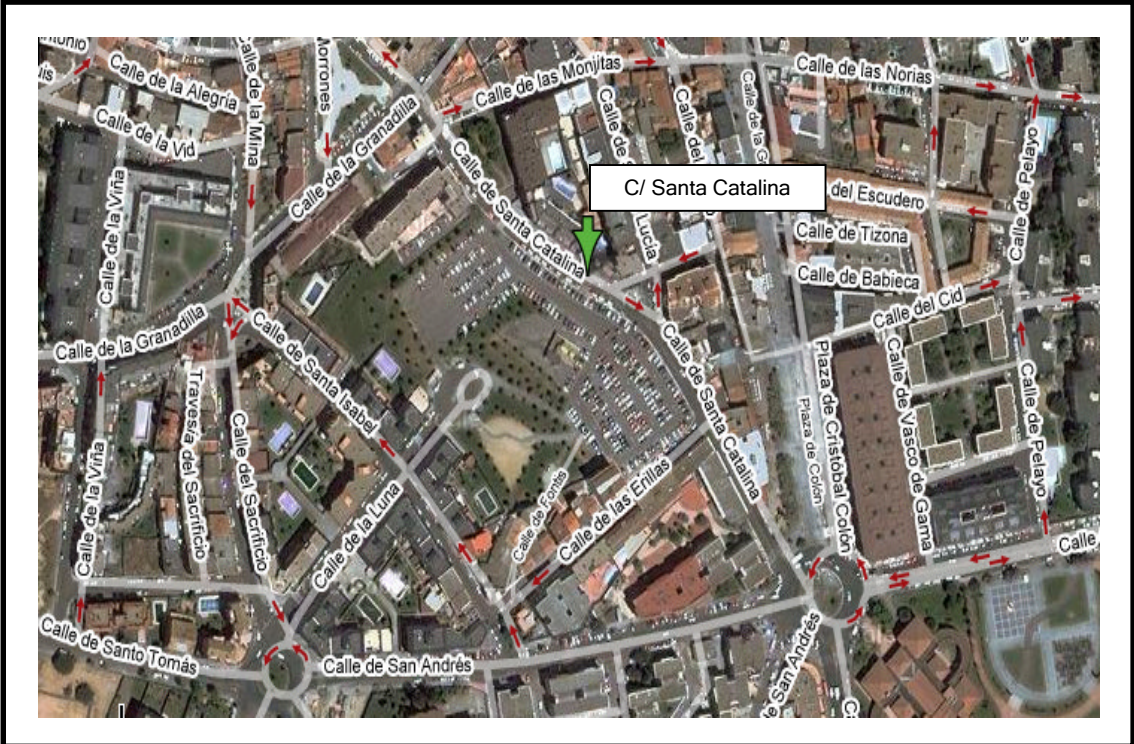 Calle de la Alegría
Calle de la Vid
Calle de la Mina
Morrones
Calle de la Granadilla
Calle de las Monjitas
Calle de las Norias
Calle de Pelayo
C/ Santa Catalina
del Escudero
Calle de Tizona
Calle de Babieca
Calle del Cid
Calle de Santa Catalina
Lucía
Calle de la Viña
Calle de la Granadilla
Calle de Santa Isabel
Travesía del Sacrificio
Calle del Sacrificio
Calle de la Viña
Calle de la Luna
Calle de Fontis
Calle de las Erillas
Calle de Santa Catalina
Plaza de Colón
Plaza de Cristóbal Colón
Calle de Vasco de Gama
Calle de Pelayo
Calle
Calle de Santo Tomás
Calle de San Andrés
de San Andrés